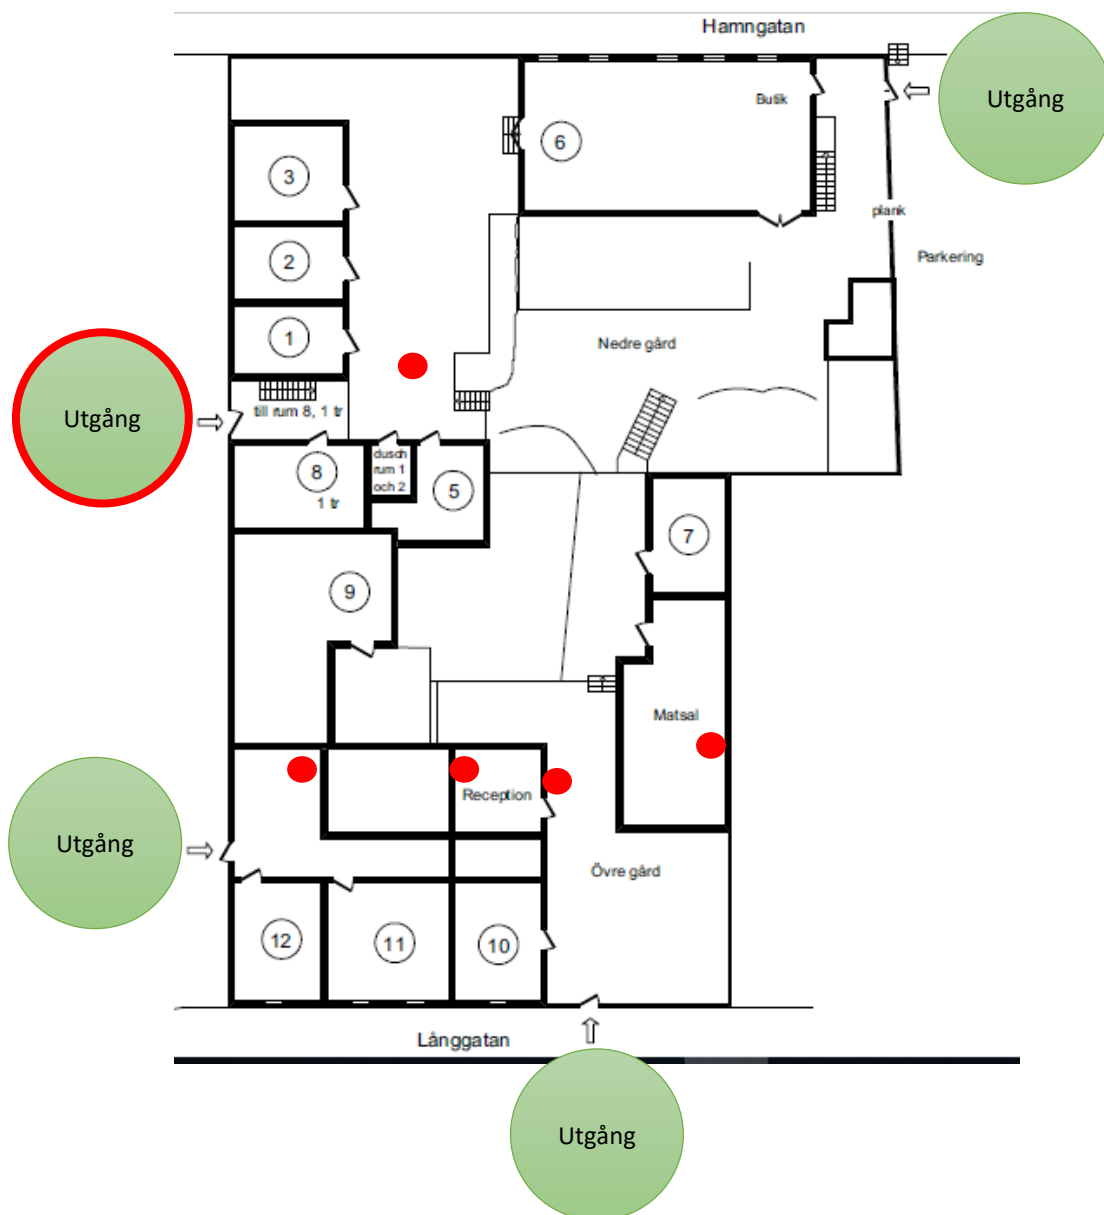 Hamngatan
Utgång
Butik
6
3
plank
2
Parkering
1
Nedre gård
Utgång
till rum 8, 1 tr
dusch
rum 1
och 2
8
1 tr
5
7
9
Matsal
Reception
Utgång
Övre gård
12
11
10
Långgatan
Utgång